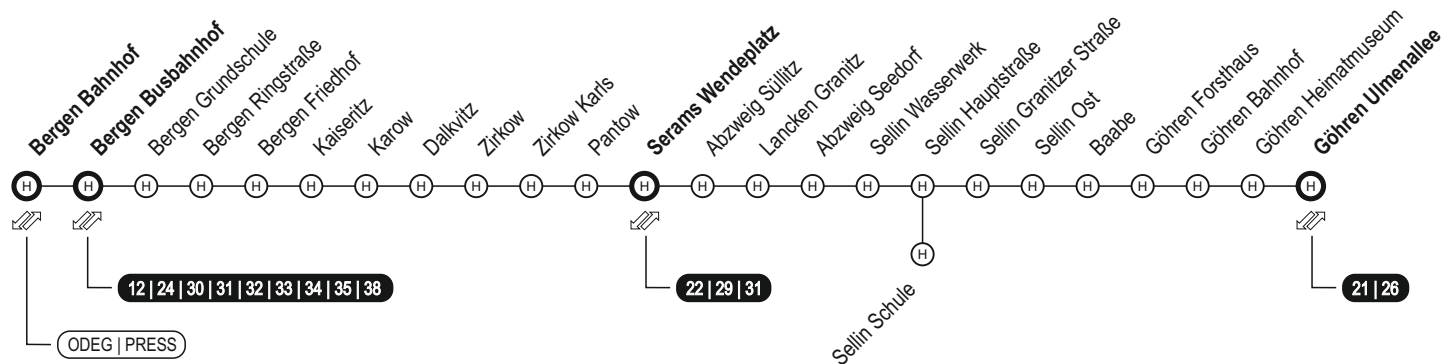 Bergen Bahnhof
Bergen Busbahnhof
Bergen Grundschule
Bergen Ringstraße
Bergen Friedhof
Kaiseritz
Karow
Dalkvitz
Zirkow
Zirkow Karls
Pantow
Serams Wendeplatz
Abzweig Süllitz
Lancken Granitz
Abzweig Seedorf
Sellin Wasserwerk
Sellin Hauptstraße
Sellin Granitzer Straße
Sellin Ost
Baabe
Göhren Forsthaus
Göhren Bahnhof
Göhren Heimatmuseum
Göhren Ulmenallee
H H H H H H H H H H H H H H H H H H H H H H H H
H
12 | 24 | 30 | 31 | 32 | 33 | 34 | 35 | 38
22 | 29 | 31
21 | 26
Sellin Schule
ODEG | PRESS